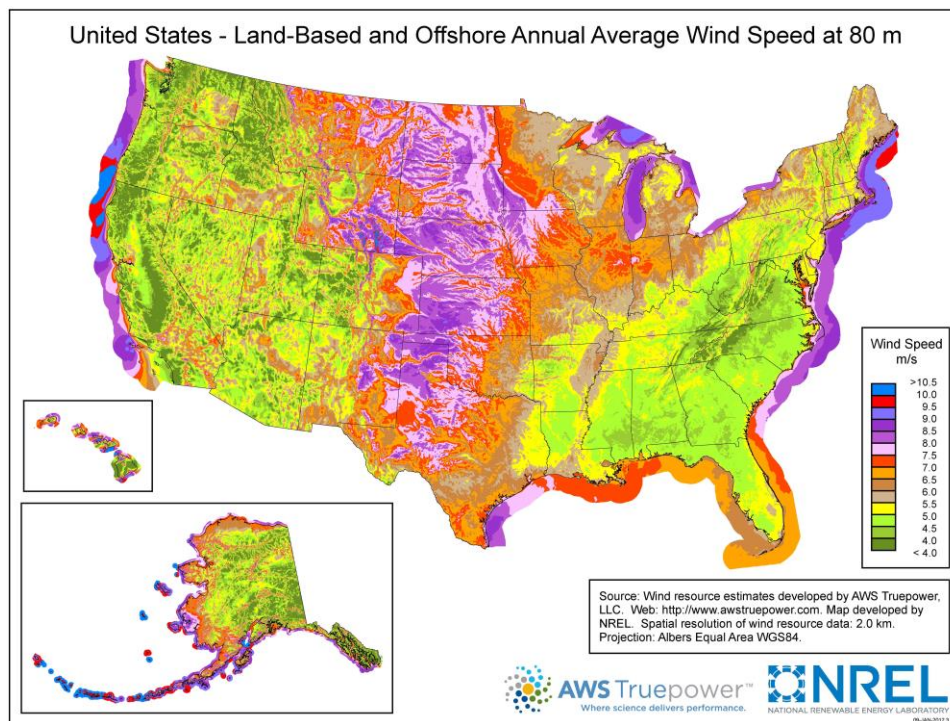 United States - Land-Based and Offshore Annual Average Wind Speed at 80 m
Wind Speed
m/s
>10.5
10.0
9.5
9.0
8.5
8.0
7.5
7.0
6.5
6.0
5.5
5.0
4.5
4.0
< 4.0
Source: Wind resource estimates developed by AWS Truepower,
LLC. Web: http://www.awstruepower.com. Map developed by
NREL. Spatial resolution of wind resource data: 2.0 km.
Projection: Albers Equal Area WGS84.
AWS Truepower™
Where science delivers performance.
NREL
NATIONAL RENEWABLE ENERGY LABORATORY